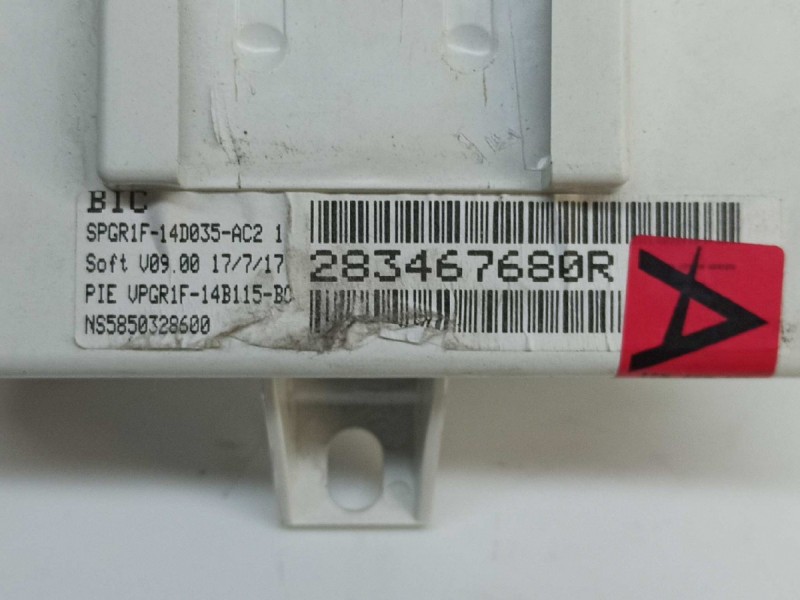 BIC
SPGR1F-14D035-AC2 1
Soft V09.00 17/7/17
PIE VPGR1F-14B115-BC
NS5850328600
283467680R
A